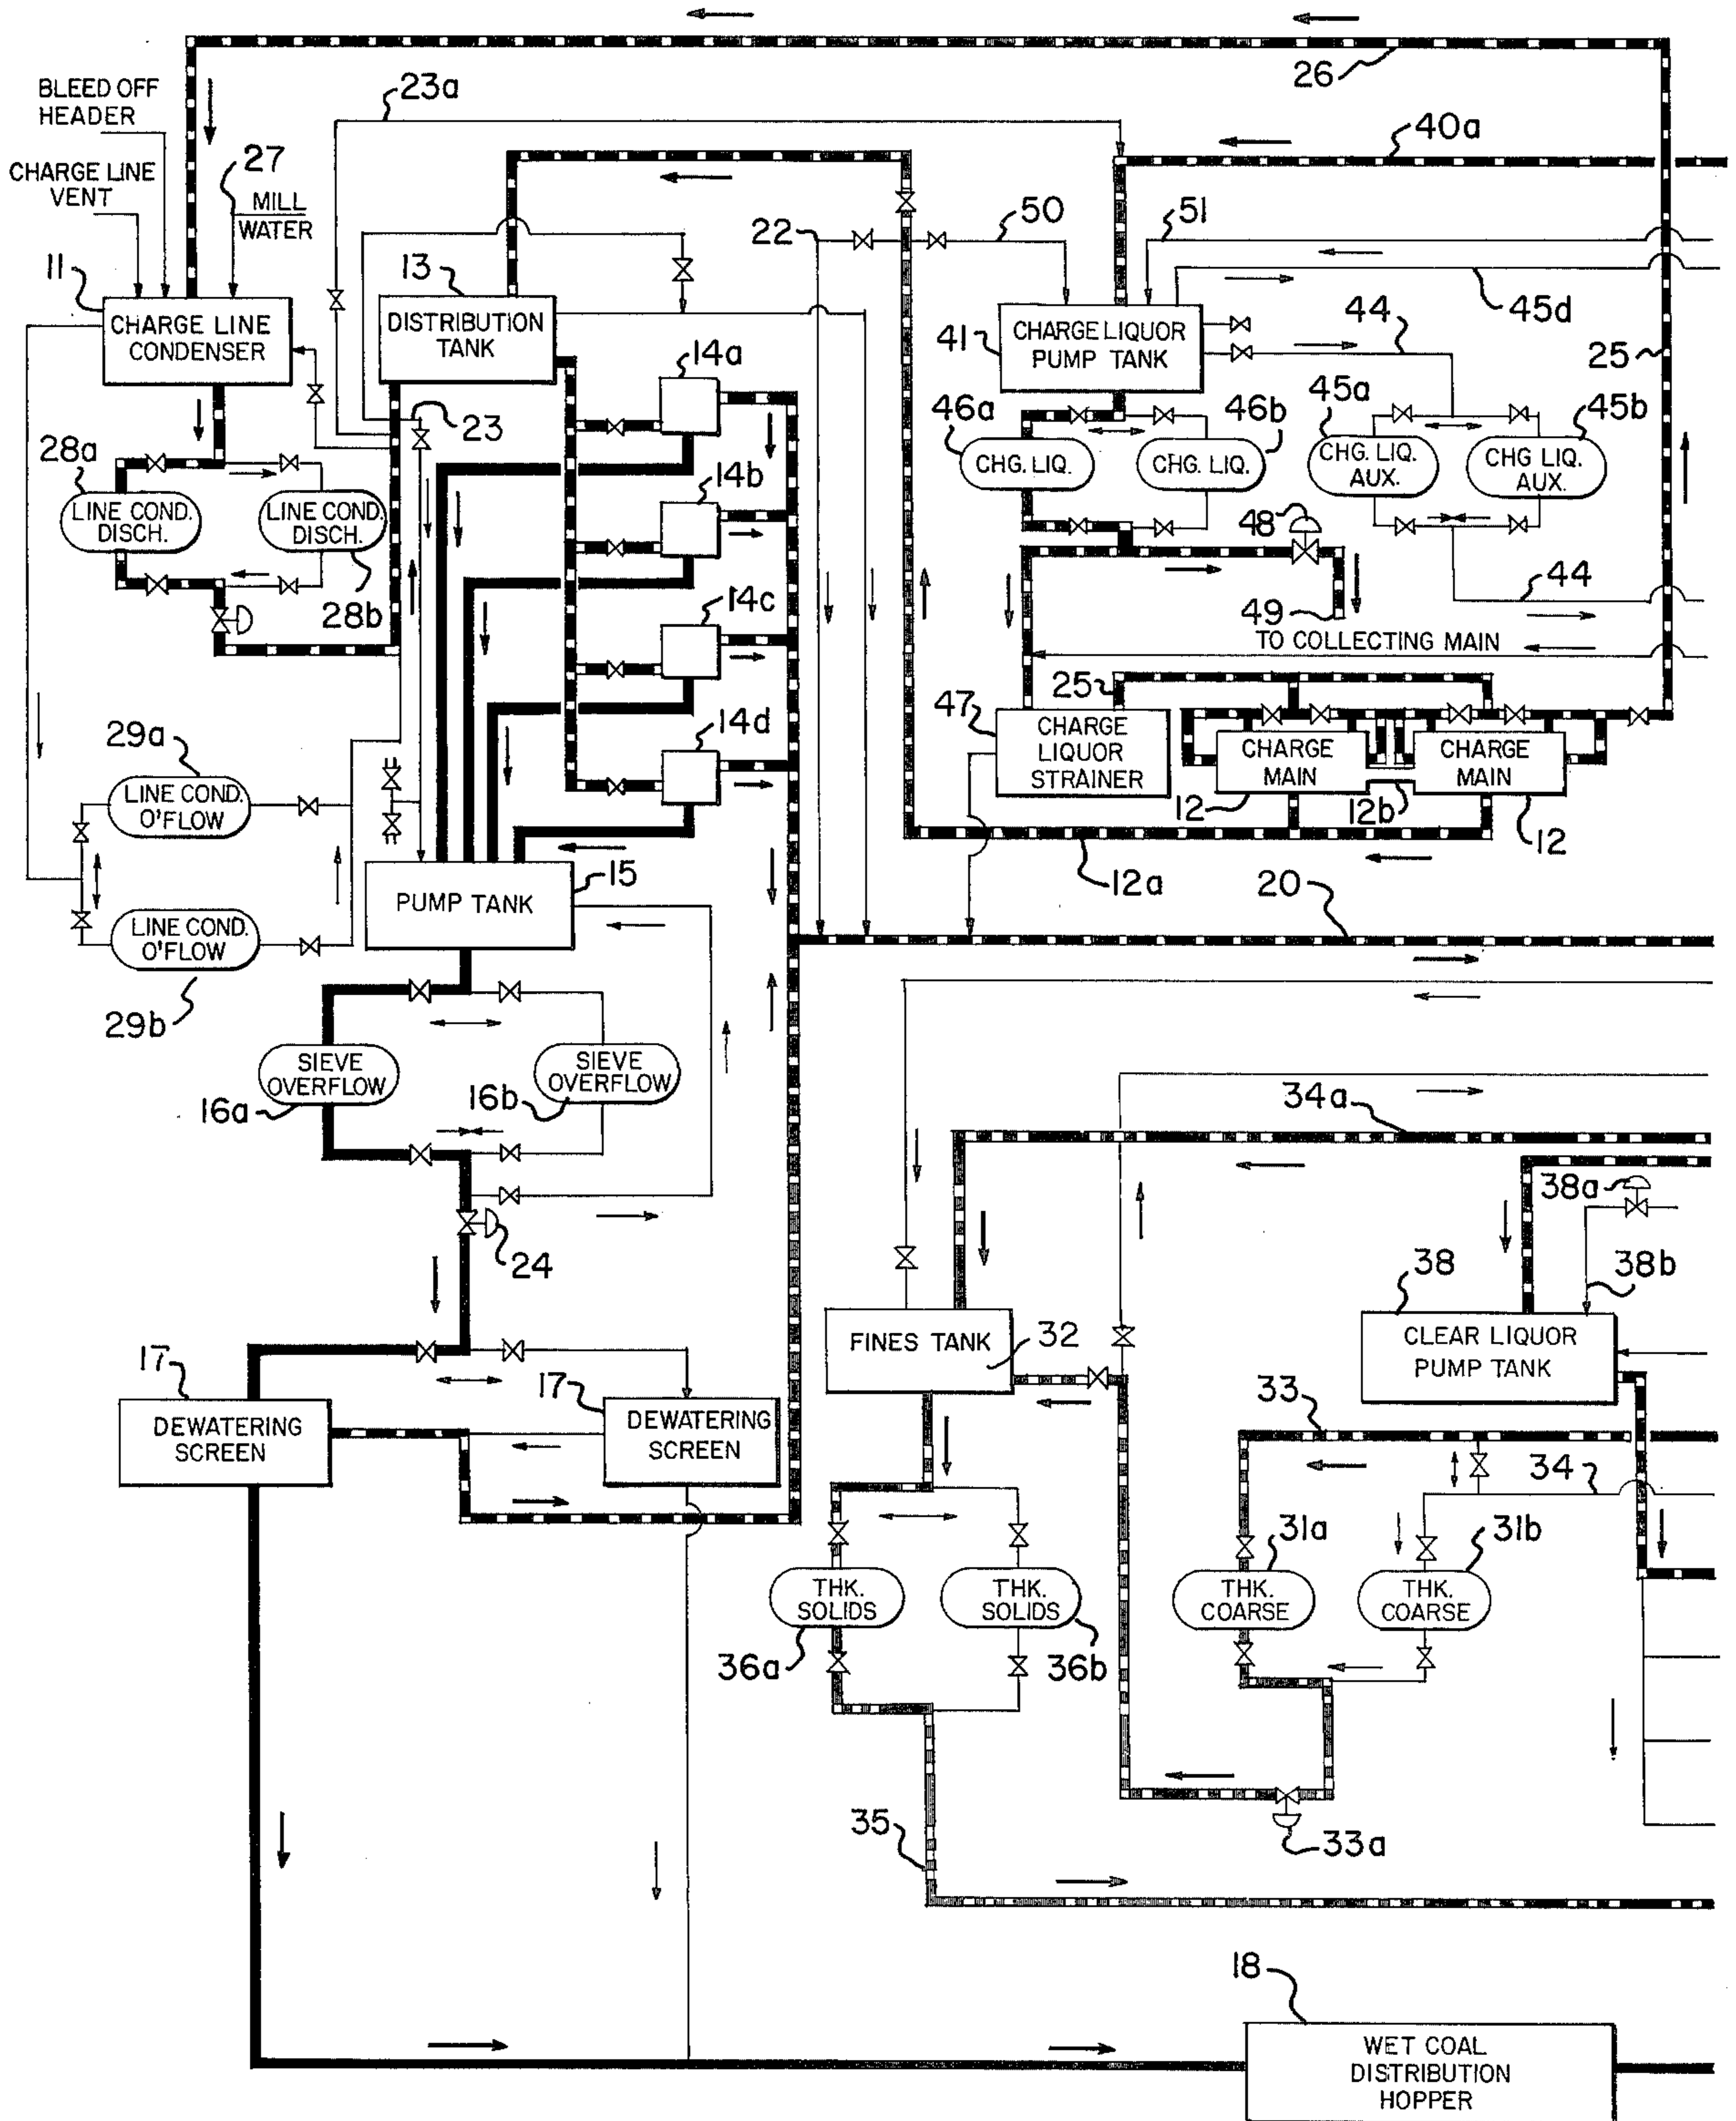 26
BLEED OFF
HEADER
23a
40a
CHARGE LINE
VENT
27
MILL
WATER
22
50
51
11
CHARGE LINE
CONDENSER
13
DISTRIBUTION
TANK
14a
41
CHARGE LIQUOR
PUMP TANK
44
45d
25
23
46a
46b
45a
45b
28a
14b
CHG. LIQ.
CHG. LIQ.
CHG. LIQ.
AUX.
CHG LIQ.
AUX.
LINE COND.
DISCH.
LINE COND.
DISCH.
48
28b
14c
49
44
TO COLLECTING MAIN
25
29a
14d
47
CHARGE
LIQUOR
STRAINER
CHARGE
MAIN
CHARGE
MAIN
LINE COND.
O'FLOW
12
12b
12
15
12a
20
PUMP TANK
LINE COND.
O'FLOW
29b
SIEVE
OVERFLOW
SIEVE
OVERFLOW
16a
16b
34a
38a
24
38
38b
FINES TANK
32
CLEAR LIQUOR
PUMP TANK
17
17
DEWATERING
SCREEN
DEWATERING
SCREEN
33
34
31a
31b
THK.
SOLIDS
THK.
SOLIDS
THK.
COARSE
THK.
COARSE
36a
36b
35
33a
18
WET COAL
DISTRIBUTION
HOPPER